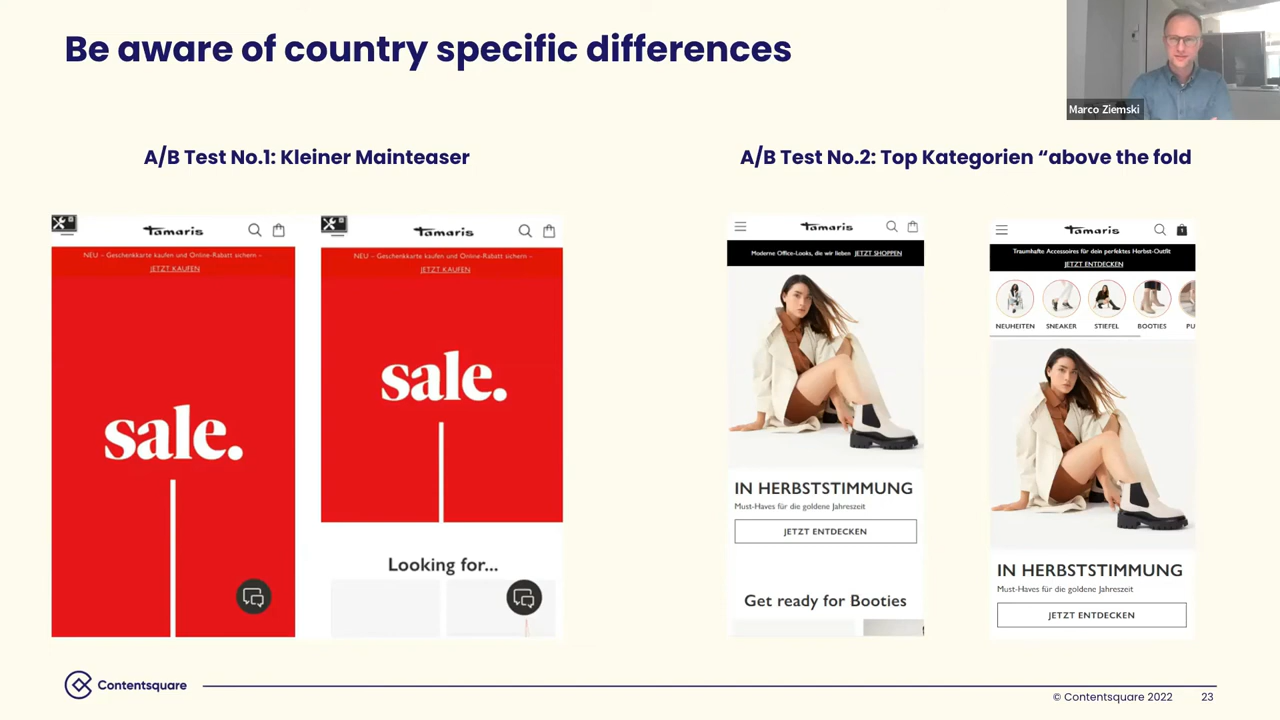 Be aware of country specific differences
Marco Ziemski
A/B Test No.1: Kleiner Mainteaser
Tamaris
NEU – Geschenkkarte kaufen und Online-Rabatt sichern –
JETZT KAUFEN
sale.
Tamaris
NEU – Geschenkkarte kaufen und Online-Rabatt sichern –
JETZT KAUFEN
sale.
Looking for...
A/B Test No.2: Top Kategorien “above the fold
Tamaris
Moderne Office-Looks, die wir lieben JETZT SHOPPEN
IN HERBSTSTIMMUNG
Must-Haves für die goldene Jahreszeit
JETZT ENTDECKEN
Get ready for Booties
Tamaris
Traumhafte Accessoires für dein perfektes Herbst-Outfit
JETZT ENTDECKEN
NEUHEITEN SNEAKER STIEFEL BOOTIES PU
IN HERBSTSTIMMUNG
Must-Haves für die goldene Jahreszeit
JETZT ENTDECKEN
Contentsquare
© Contentsquare 2022 23